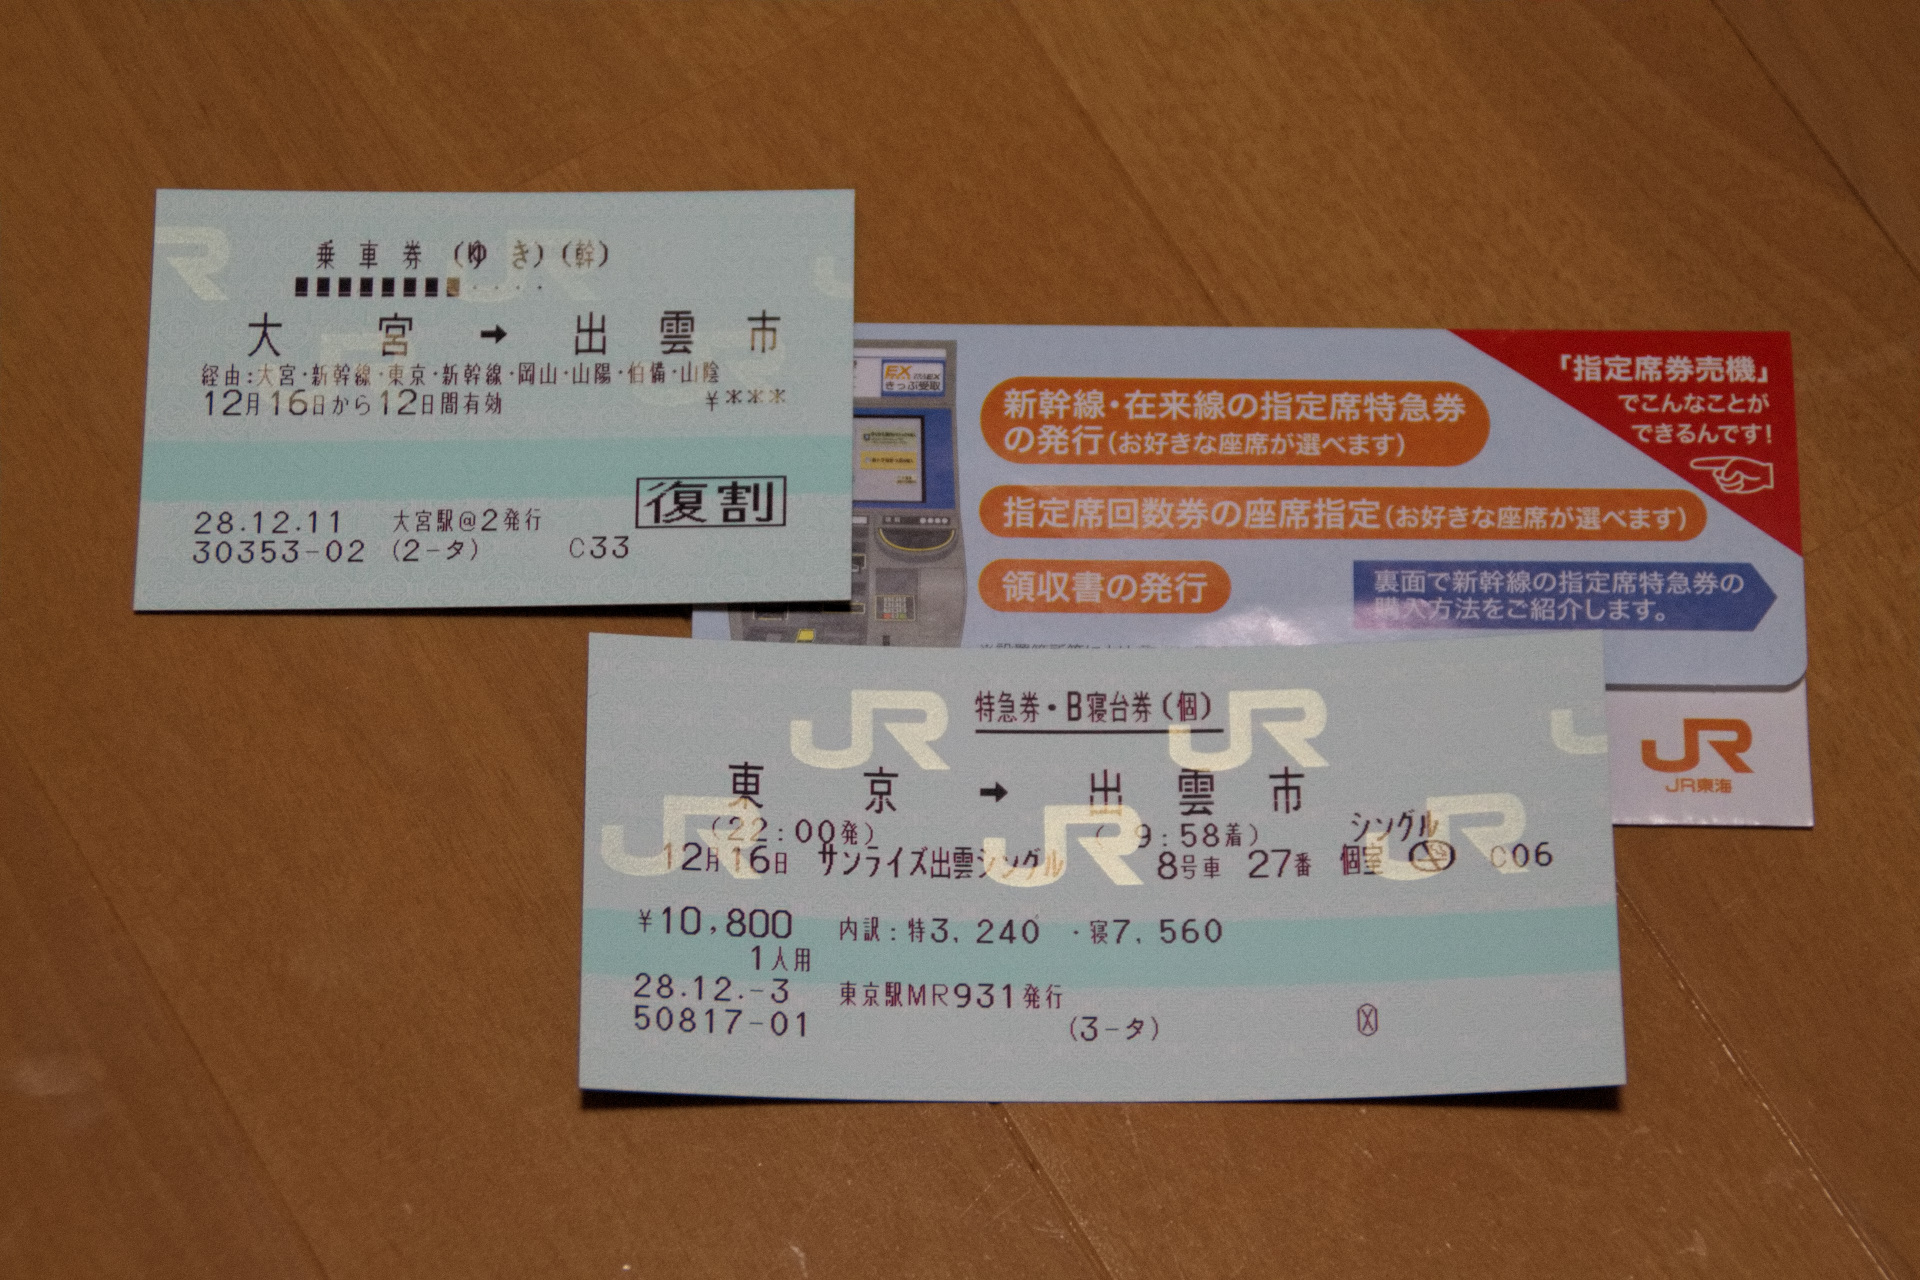 乗車券(ゆき)(幹)
大宮 → 出雲市
経由:大宮・新幹線・東京・新幹線・岡山・山陽・伯備・山陰
12月16日から12日間有効 ¥***
復割
28.12.11 大宮駅@2発行
30353-02 (2-タ) C33
EX
きっぷ受取
新幹線・在来線の指定席特急券
の発行(お好きな座席が選べます)
指定席回数券の座席指定(お好きな座席が選べます)
領収書の発行
「指定席券売機」
でこんなことが
できるんです!
裏面で新幹線の指定席特急券の
購入方法をご紹介します。
JR
JR東海
特急券・B寝台券(個)
東京 → 出雲市
(22:00発) ( 9:58着) シングル
12月16日 サンライズ出雲シングル 8号車 27番 個室 C06
¥10,800 内訳:特3,240 ・寝7,560
1人用
28.12.-3 東京駅MR931発行
50817-01 (3-タ) X